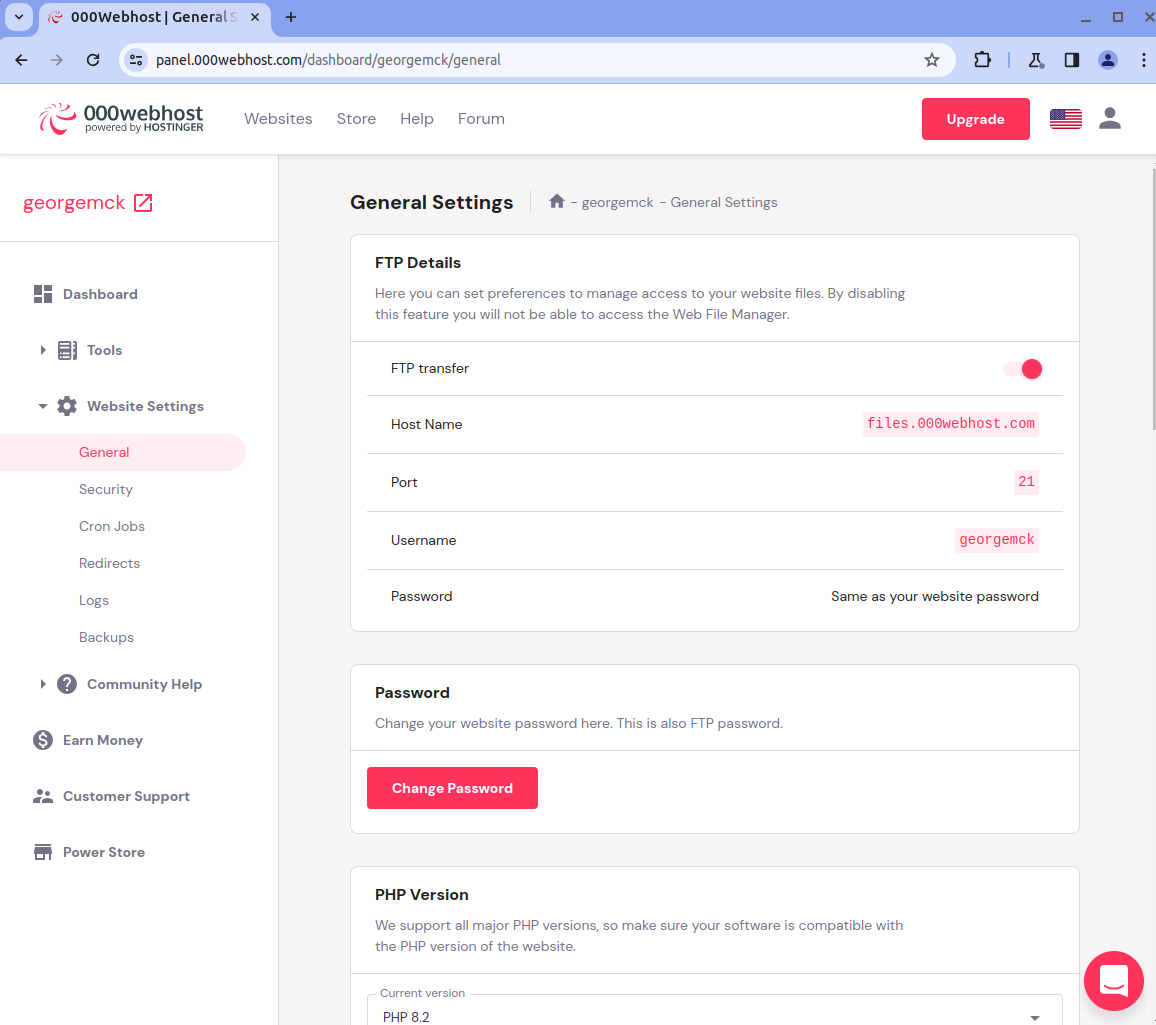 000Webhost | General S
panel.000webhost.com/dashboard/georgemck/general
000webhost
powered by HOSTINGER
Websites
Store
Help
Forum
Upgrade
georgemck
Dashboard
Tools
Website Settings
General
Security
Cron Jobs
Redirects
Logs
Backups
Community Help
Earn Money
Customer Support
Power Store
General Settings
- georgemck - General Settings
FTP Details
Here you can set preferences to manage access to your website files. By disabling
this feature you will not be able to access the Web File Manager.
FTP transfer
Host Name
files.000webhost.com
Port
21
Username
georgemck
Password
Same as your website password
Password
Change your website password here. This is also FTP password.
Change Password
PHP Version
We support all major PHP versions, so make sure your software is compatible with
the PHP version of the website.
Current version
PHP 8.2